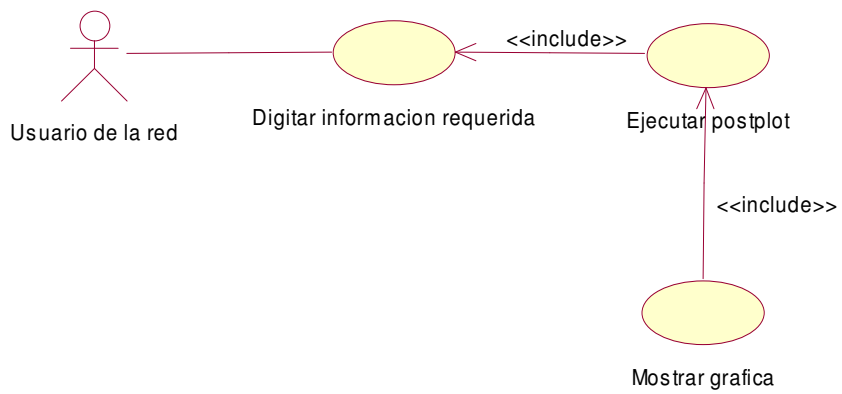 <<include>>
Usuario de la red
Digitar informacion requerida
Ejecutar postplot
<<include>>
Mostrar grafica